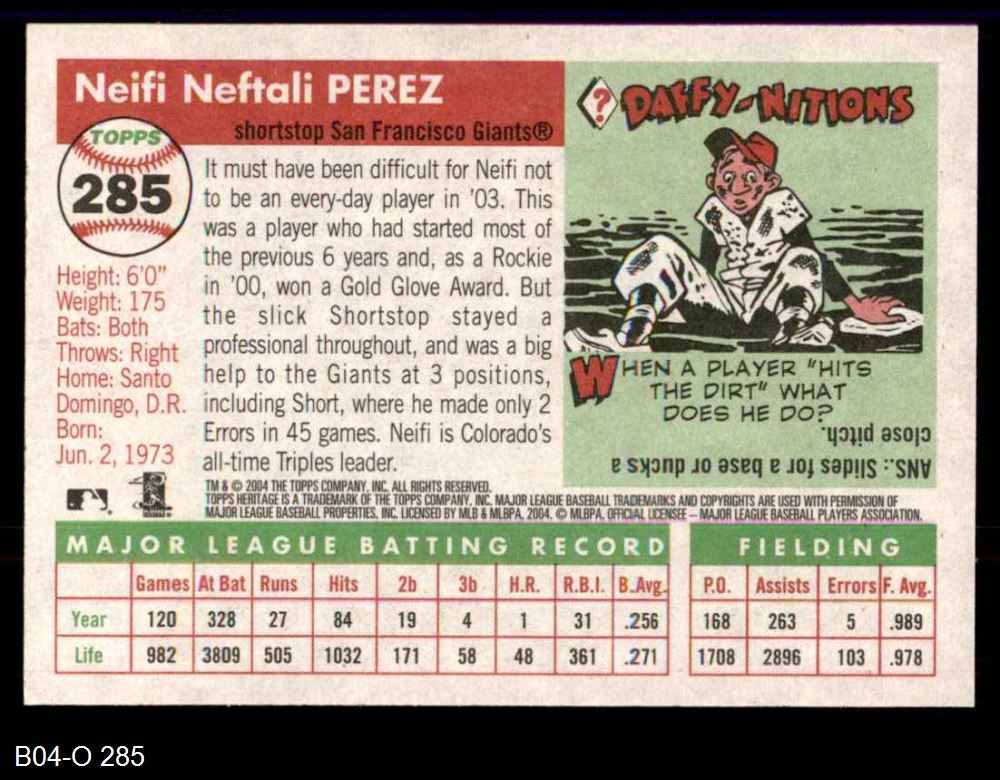 Neifi Neftali PEREZ
shortstop San Francisco Giants®
TOPPS
285
Height: 6'0"
Weight: 175
Bats: Both
Throws: Right
Home: Santo
Domingo, D.R.
Born:
Jun. 2, 1973
It must have been difficult for Neifi not
to be an every-day player in '03. This
was a player who had started most of
the previous 6 years and, as a Rockie
in '00, won a Gold Glove Award. But
the slick Shortstop stayed a
professional throughout, and was a big
help to the Giants at 3 positions,
including Short, where he made only 2
Errors in 45 games. Neifi is Colorado's
all-time Triples leader.
TM & © 2004 THE TOPPS COMPANY, INC. ALL RIGHTS RESERVED.
TOPPS HERITAGE IS A TRADEMARK OF THE TOPPS COMPANY, INC. MAJOR LEAGUE BASEBALL TRADEMARKS AND COPYRIGHTS ARE USED WITH PERMISSION OF
MAJOR LEAGUE BASEBALL PROPERTIES, INC. LICENSED BY MLB & MLBPA, 2004. © MLBPA. OFFICIAL LICENSEE – MAJOR LEAGUE BASEBALL PLAYERS ASSOCIATION.
? DAFFY-NITIONS
WHEN A PLAYER "HITS
THE DIRT" WHAT
DOES HE DO?
ANS.: Slides for a base or ducks a
close pitch.
MAJOR LEAGUE BATTING RECORD
Games At Bat Runs Hits 2b 3b H.R. R.B.I. B.Avg.
Year 120 328 27 84 19 4 1 31 .256
Life 982 3809 505 1032 171 58 48 361 .271
FIELDING
P.O. Assists Errors F. Avg.
168 263 5 .989
1708 2896 103 .978
B04-O 285